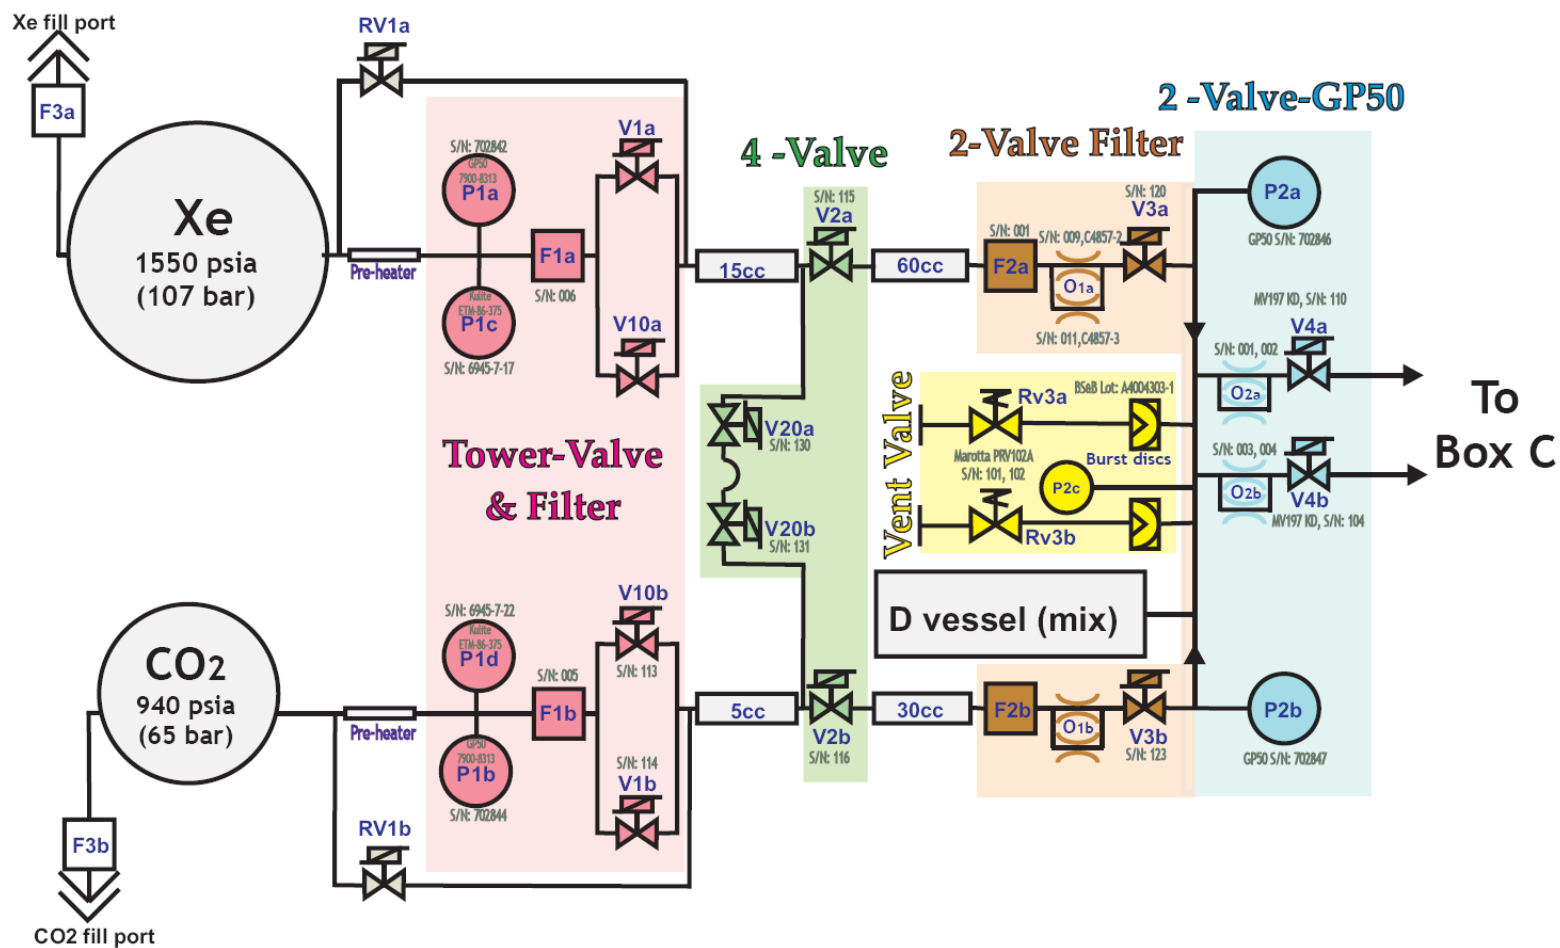 Xe fill port
F3a
Xe
1550 psia
(107 bar)
RV1a
Pre-heater
S/N: 702842
GP50
7900-8313
P1a
Kulite
ETM-86-375
P1c
S/N: 6945-7-17
F1a
S/N: 006
V1a
V10a
Tower-Valve
& Filter
15cc
4 -Valve
S/N: 115
V2a
60cc
V20a
S/N: 130
V20b
S/N: 131
2-Valve Filter
S/N: 001
F2a
S/N: 009,C4857-2
O1a
S/N: 011,C4857-3
S/N: 120
V3a
2 -Valve-GP50
P2a
GP50 S/N: 702846
MV197 KD, S/N: 110
V4a
S/N: 001, 002
O2a
S/N: 003, 004
O2b
V4b
MV197 KD, S/N: 104
To
Box C
Vent Valve
Rv3a
BS&B Lot: A4004303-1
Marotta PRV102A
S/N: 101, 102
Burst discs
P2c
Rv3b
D vessel (mix)
CO2
940 psia
(65 bar)
Pre-heater
F3b
CO2 fill port
RV1b
S/N: 6945-7-22
Kulite
ETM-86-375
P1d
GP50
7900-8313
P1b
S/N: 702844
S/N: 005
F1b
V10b
S/N: 113
S/N: 114
V1b
5cc
V2b
S/N: 116
30cc
F2b
O1b
V3b
S/N: 123
P2b
GP50 S/N: 702847